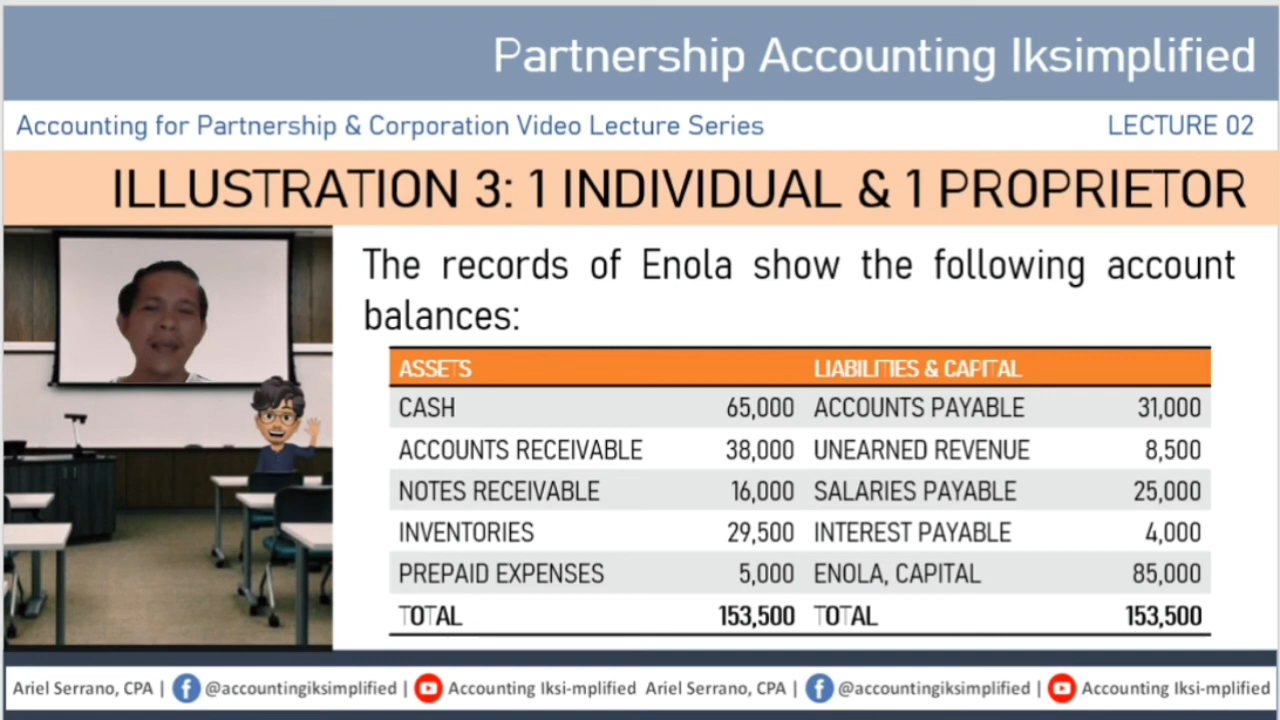 Partnership Accounting Iksimplified
Accounting for Partnership & Corporation Video Lecture Series LECTURE 02
ILLUSTRATION 3: 1 INDIVIDUAL & 1 PROPRIETOR
The records of Enola show the following account
balances:
ASSETS LIABILITIES & CAPITAL
CASH 65,000 ACCOUNTS PAYABLE 31,000
ACCOUNTS RECEIVABLE 38,000 UNEARNED REVENUE 8,500
NOTES RECEIVABLE 16,000 SALARIES PAYABLE 25,000
INVENTORIES 29,500 INTEREST PAYABLE 4,000
PREPAID EXPENSES 5,000 ENOLA, CAPITAL 85,000
TOTAL 153,500 TOTAL 153,500
Ariel Serrano, CPA | @accountingiksimplified | Accounting Iksi-mplified Ariel Serrano, CPA | @accountingiksimplified | Accounting Iksi-mplified